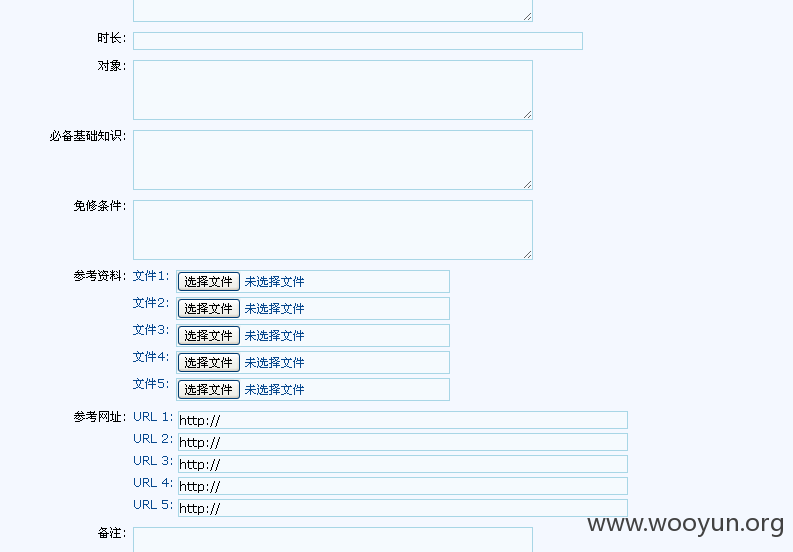 时长:
对象:
必备基础知识:
免修条件:
参考资料: 文件1: 选择文件 未选择文件
文件2: 选择文件 未选择文件
文件3: 选择文件 未选择文件
文件4: 选择文件 未选择文件
文件5: 选择文件 未选择文件
参考网址: URL 1: http://
URL 2: http://
URL 3: http://
URL 4: http://
URL 5: http://
备注:
www.wooyun.org